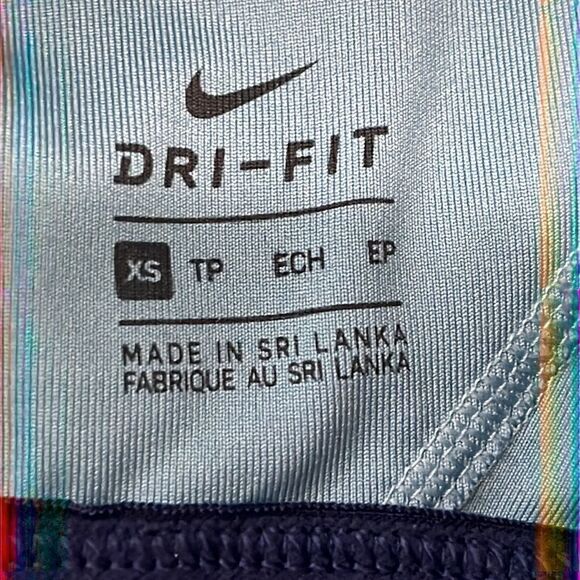 DRI-FIT
XS TP ECH EP
MADE IN SRI LANKA
FABRIQUE AU SRI LANKA